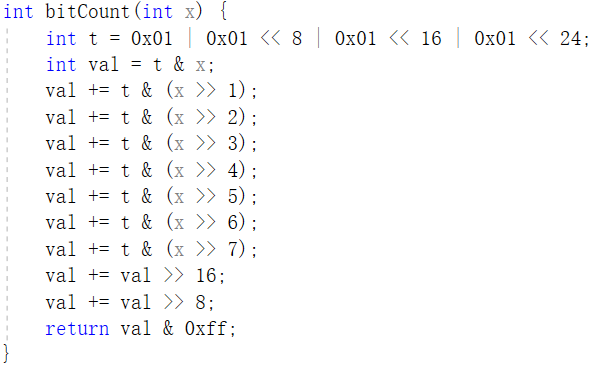 int bitCount(int x) {
    int t = 0x01 | 0x01 << 8 | 0x01 << 16 | 0x01 << 24;
    int val = t & x;
    val += t & (x >> 1);
    val += t & (x >> 2);
    val += t & (x >> 3);
    val += t & (x >> 4);
    val += t & (x >> 5);
    val += t & (x >> 6);
    val += t & (x >> 7);
    val += val >> 16;
    val += val >> 8;
    return val & 0xff;
}